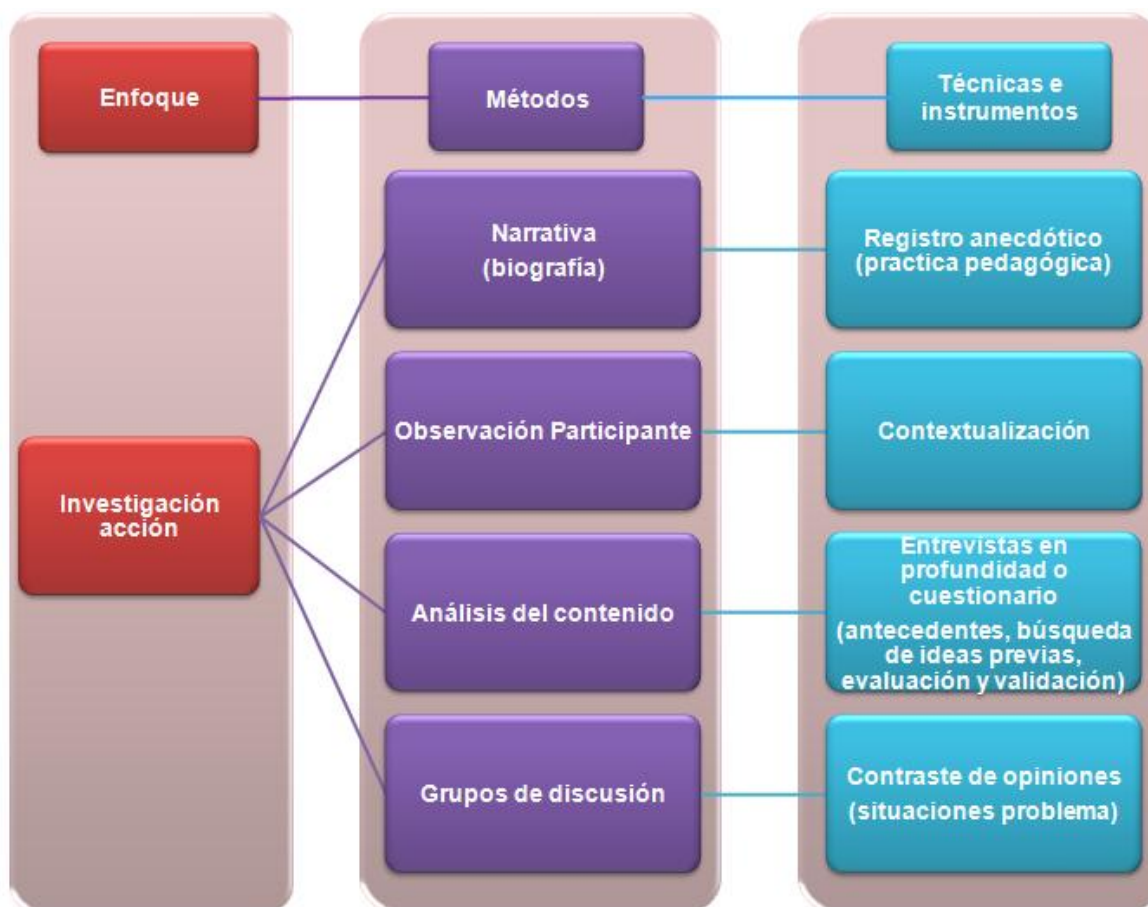 Enfoque
Métodos
Técnicas e
instrumentos
Narrativa
(biografía)
Registro anecdótico
(practica pedagógica)
Observación Participante
Contextualización
Investigación
acción
Análisis del contenido
Entrevistas en
profundidad o
cuestionario
(antecedentes, búsqueda
de ideas previas,
evaluación y validación)
Grupos de discusión
Contraste de opiniones
(situaciones problema)